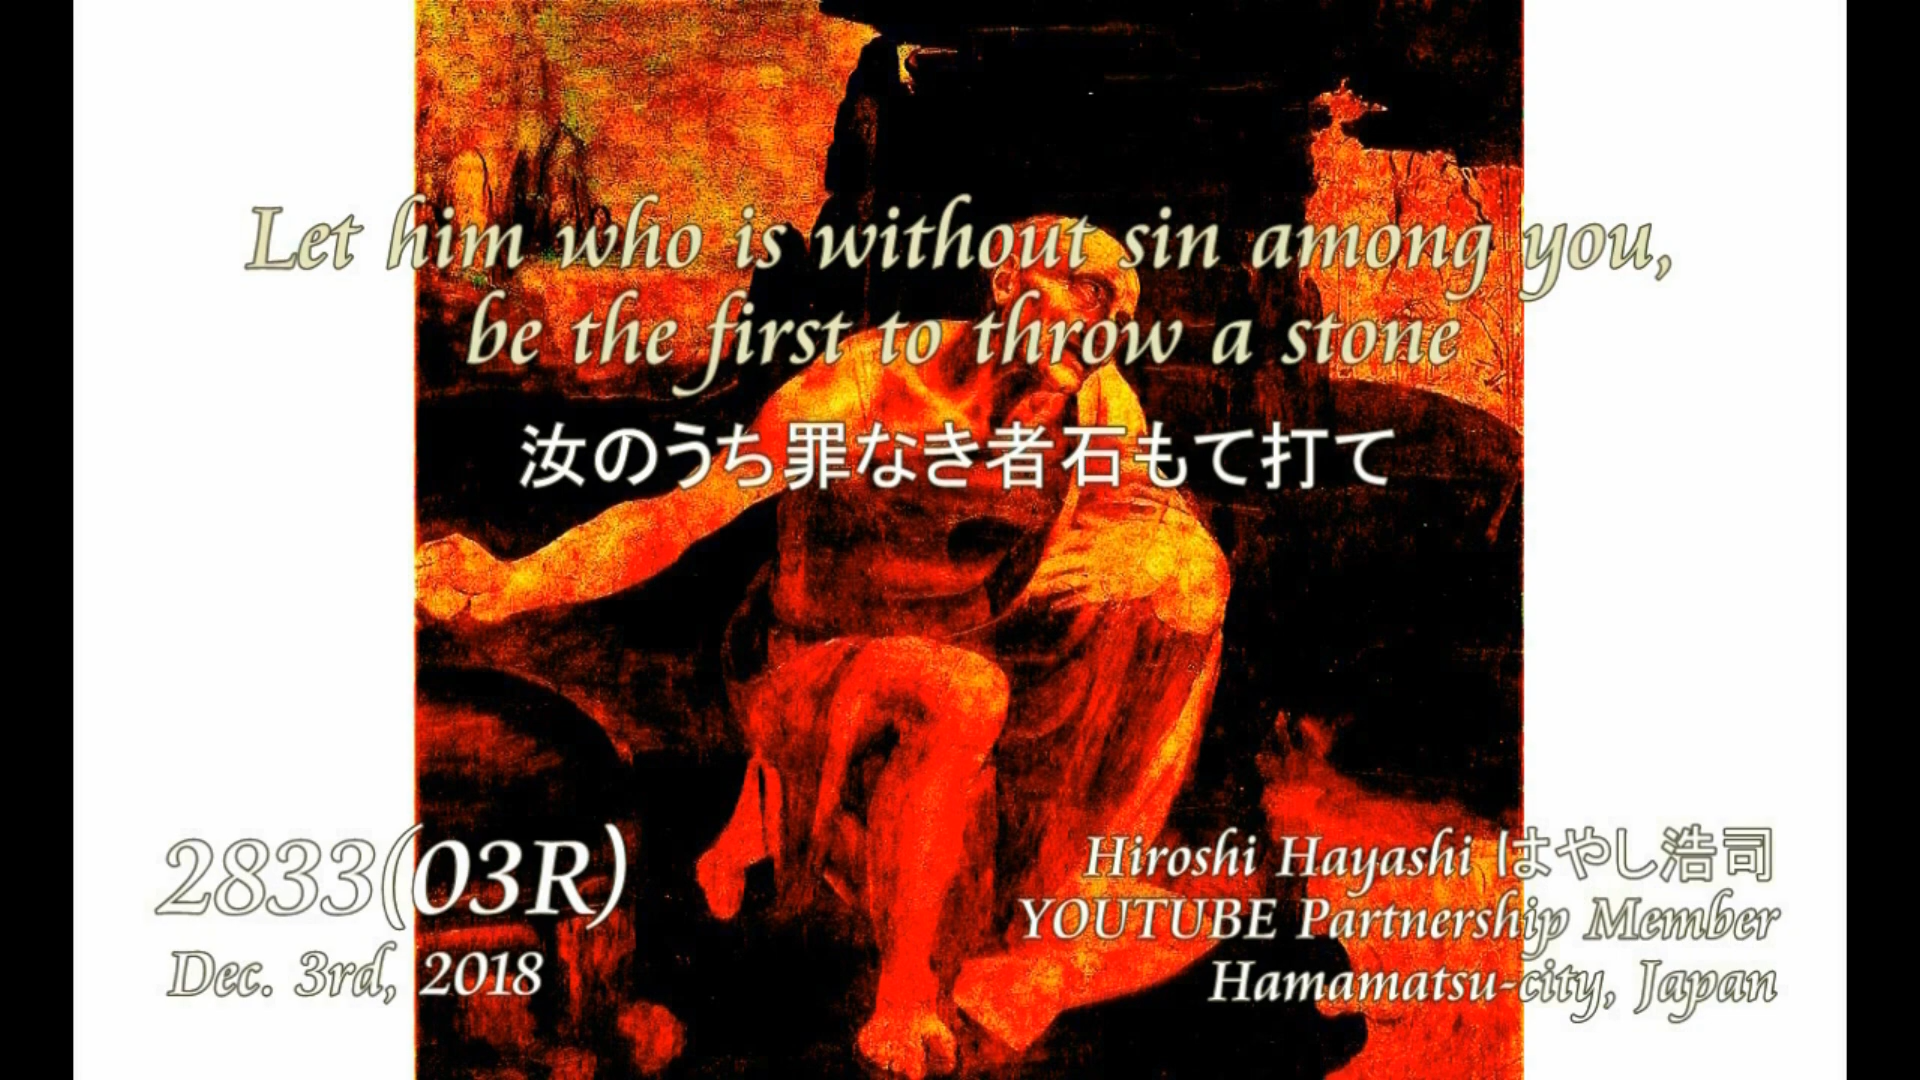 Let him who is without sin among you,
be the first to throw a stone
汝のうち罪なき者石もて打て
2833(03R)
Dec. 3rd, 2018
Hiroshi Hayashi はやし浩司
YOUTUBE Partnership Member
Hamamatsu-city, Japan